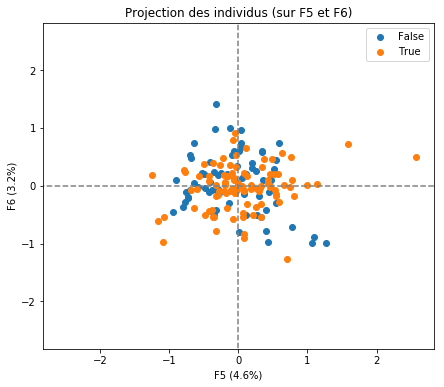 Projection des individus (sur F5 et F6)
False
True
2
1
0
−1
−2
F6 (3.2%)
−2
−1
0
1
2
F5 (4.6%)